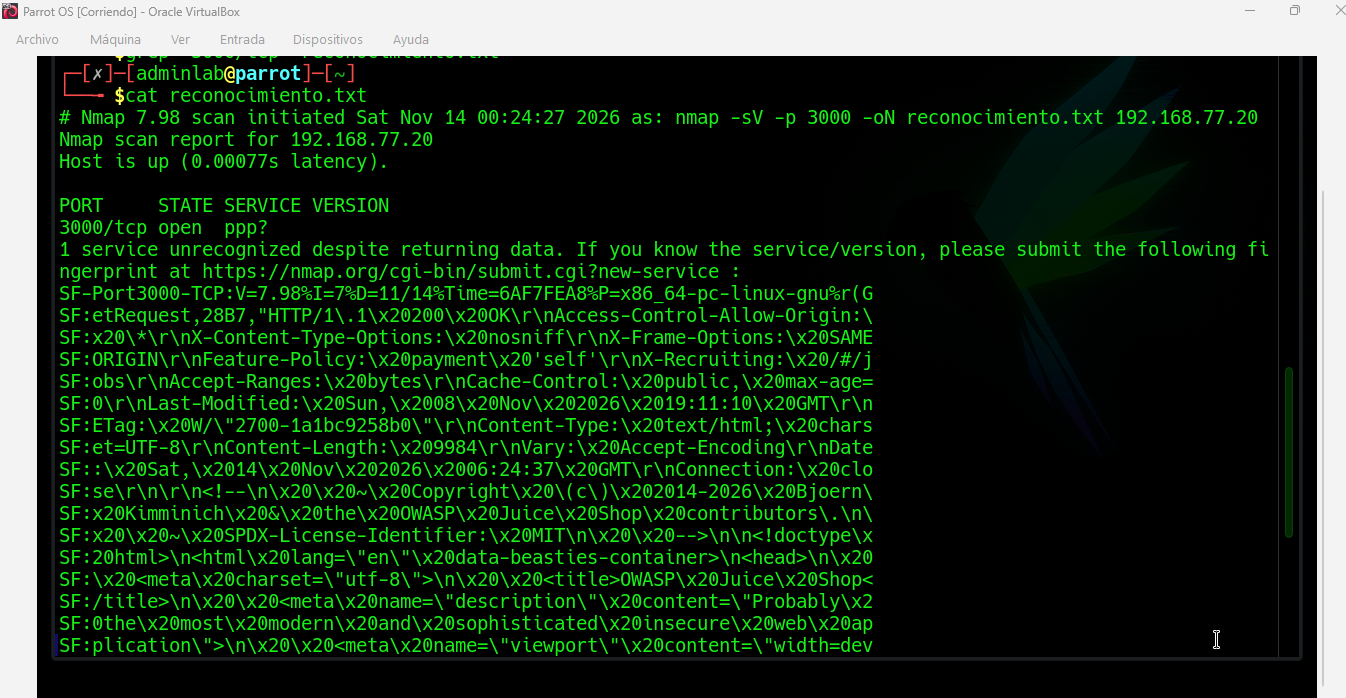 Parrot OS [Corriendo] - Oracle VirtualBox
Archivo Máquina Ver Entrada Dispositivos Ayuda
┌─[✗]─[adminlab@parrot]─[~]
└──╼ $cat reconocimiento.txt
# Nmap 7.98 scan initiated Sat Nov 14 00:24:27 2026 as: nmap -sV -p 3000 -oN reconocimiento.txt 192.168.77.20
Nmap scan report for 192.168.77.20
Host is up (0.00077s latency).
PORT     STATE SERVICE VERSION
3000/tcp open  ppp?
1 service unrecognized despite returning data. If you know the service/version, please submit the following fi
ngerprint at https://nmap.org/cgi-bin/submit.cgi?new-service :
SF-Port3000-TCP:V=7.98%I=7%D=11/14%Time=6AF7FEA8%P=x86_64-pc-linux-gnu%r(G
SF:etRequest,28B7,"HTTP/1\.1\x20200\x20OK\r\nAccess-Control-Allow-Origin:\
SF:x20\*\r\nX-Content-Type-Options:\x20nosniff\r\nX-Frame-Options:\x20SAME
SF:ORIGIN\r\nFeature-Policy:\x20payment\x20'self'\r\nX-Recruiting:\x20/#/j
SF:obs\r\nAccept-Ranges:\x20bytes\r\nCache-Control:\x20public,\x20max-age=
SF:0\r\nLast-Modified:\x20Sun,\x2008\x20Nov\x202026\x2019:11:10\x20GMT\r\n
SF:ETag:\x20W/\"2700-1a1bc9258b0\"\r\nContent-Type:\x20text/html;\x20chars
SF:et=UTF-8\r\nContent-Length:\x209984\r\nVary:\x20Accept-Encoding\r\nDate
SF::\x20Sat,\x2014\x20Nov\x202026\x2006:24:37\x20GMT\r\nConnection:\x20clo
SF:se\r\n\r\n<!--\n\x20\x20~\x20Copyright\x20\(c\)\x202014-2026\x20Bjoern\
SF:x20Kimminich\x20&\x20the\x20OWASP\x20Juice\x20Shop\x20contributors\.\n\
SF:x20\x20~\x20SPDX-License-Identifier:\x20MIT\n\x20\x20-->\n\n<!doctype\x
SF:20html>\n<html\x20lang=\"en\"\x20data-beasties-container>\n<head>\n\x20
SF:\x20<meta\x20charset=\"utf-8\">\n\x20\x20<title>OWASP\x20Juice\x20Shop<
SF:/title>\n\x20\x20<meta\x20name=\"description\"\x20content=\"Probably\x2
SF:0the\x20most\x20modern\x20and\x20sophisticated\x20insecure\x20web\x20ap
SF:plication\">\n\x20\x20<meta\x20name=\"viewport\"\x20content=\"width=dev